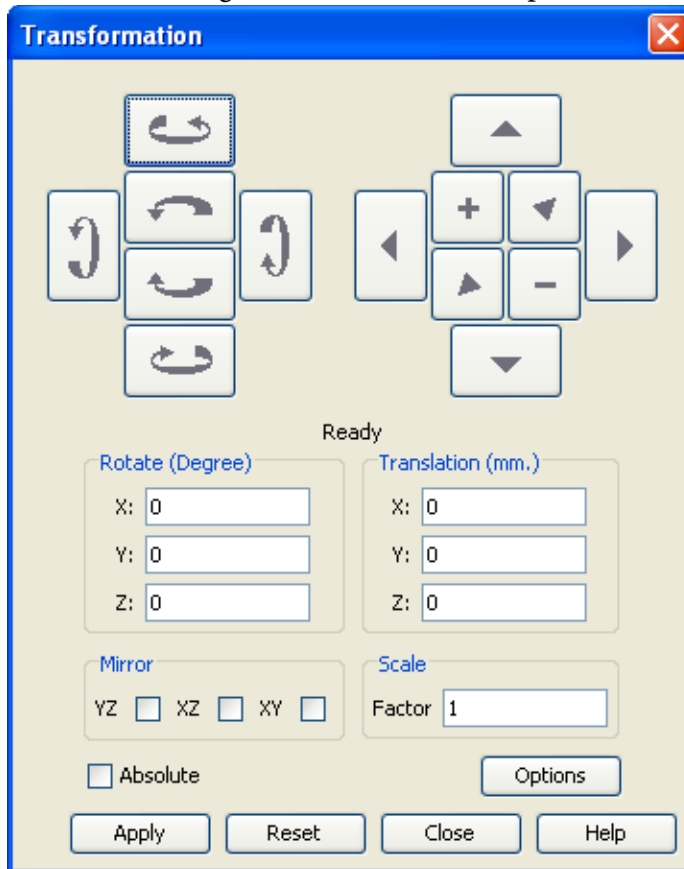 Transformation
Ready
Rotate (Degree)
X: 0
Y: 0
Z: 0
Translation (mm.)
X: 0
Y: 0
Z: 0
Mirror
YZ XZ XY
Scale
Factor 1
Absolute
Options
Apply Reset Close Help